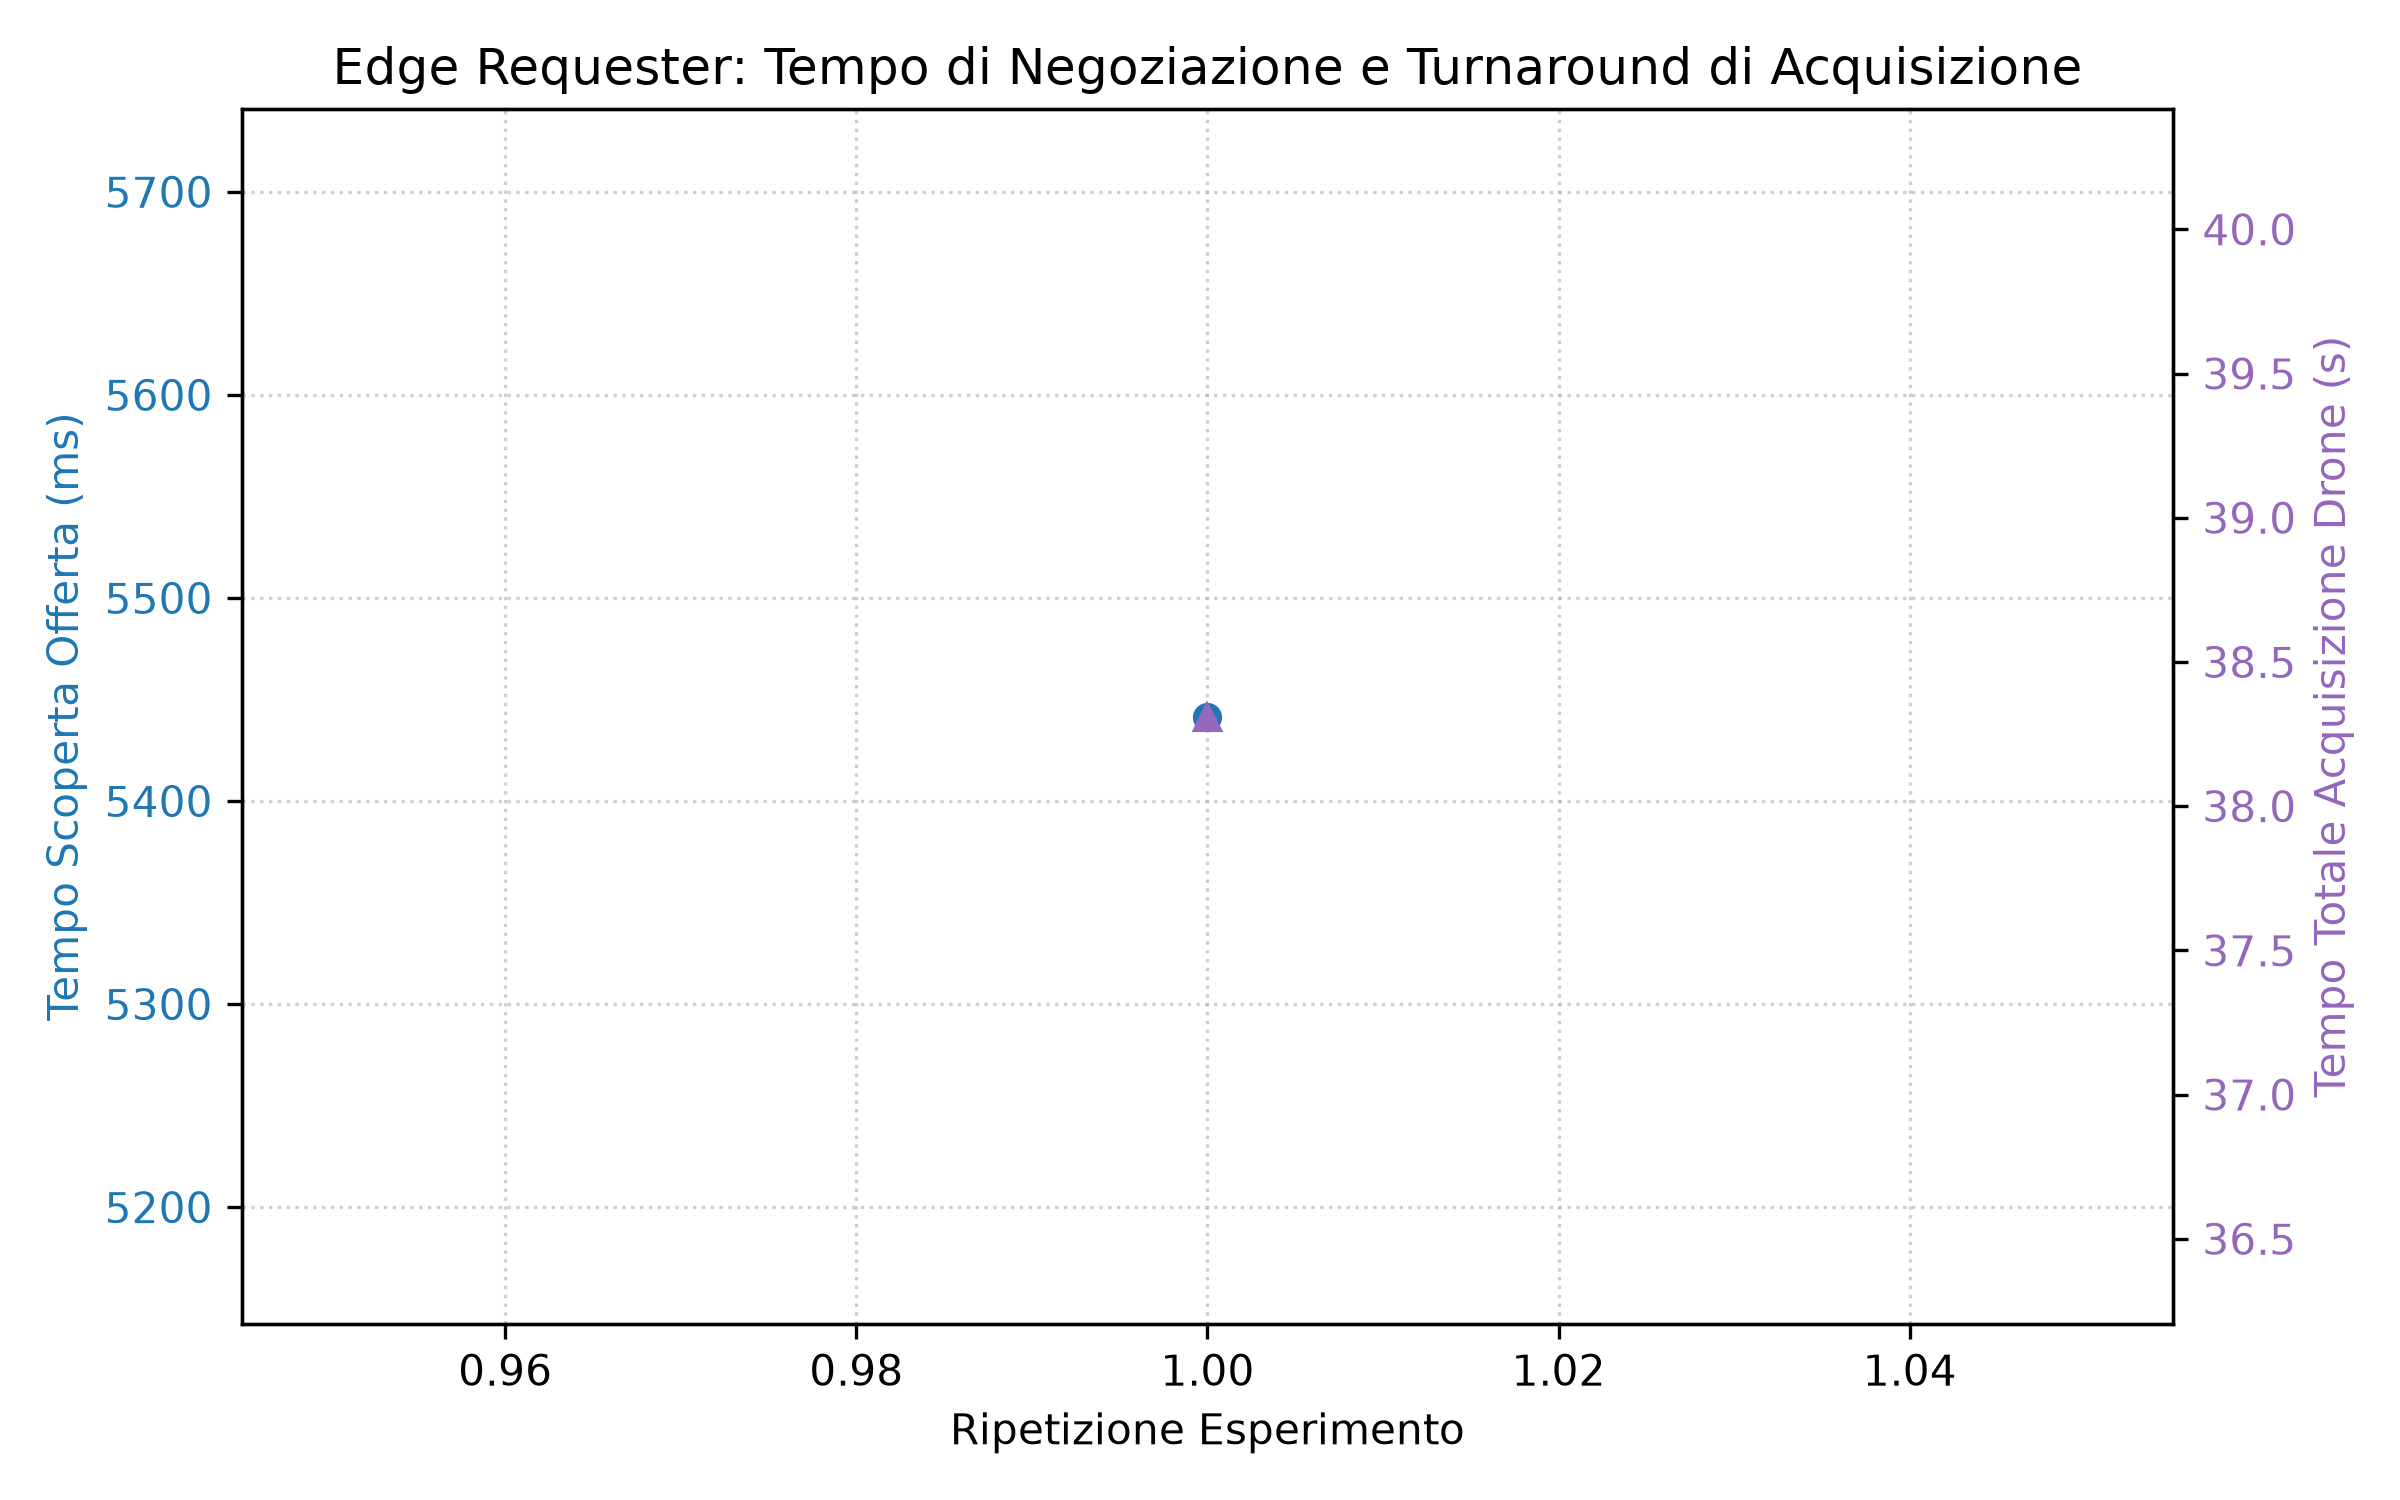 Edge Requester: Tempo di Negoziazione e Turnaround di Acquisizione
Tempo Scoperta Offerta (ms)
5700
5600
5500
5400
5300
5200
40.0
39.5
39.0
38.5
38.0
37.5
37.0
36.5
Tempo Totale Acquisizione Drone (s)
0.96 0.98 1.00 1.02 1.04
Ripetizione Esperimento